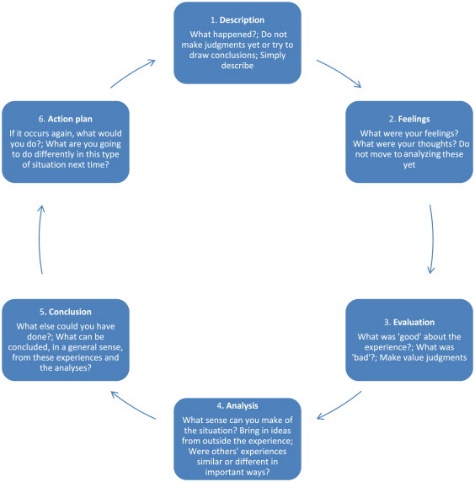 1. Description
What happened?; Do not
make judgments yet or try to
draw conclusions; Simply
describe
2. Feelings
What were your feelings?
What were your thoughts? Do
not move to analyzing these
yet
3. Evaluation
What was 'good' about the
experience?; What was
'bad'?; Make value judgments
4. Analysis
What sense can you make of
the situation? Bring in ideas
from outside the experience;
Were others' experiences
similar or different in
important ways?
5. Conclusion
What else could you have
done?; What can be
concluded, in a general sense,
from these experiences and
the analyses?
6. Action plan
If it occurs again, what would
you do?; What are you going
to do differently in this type
of situation next time?